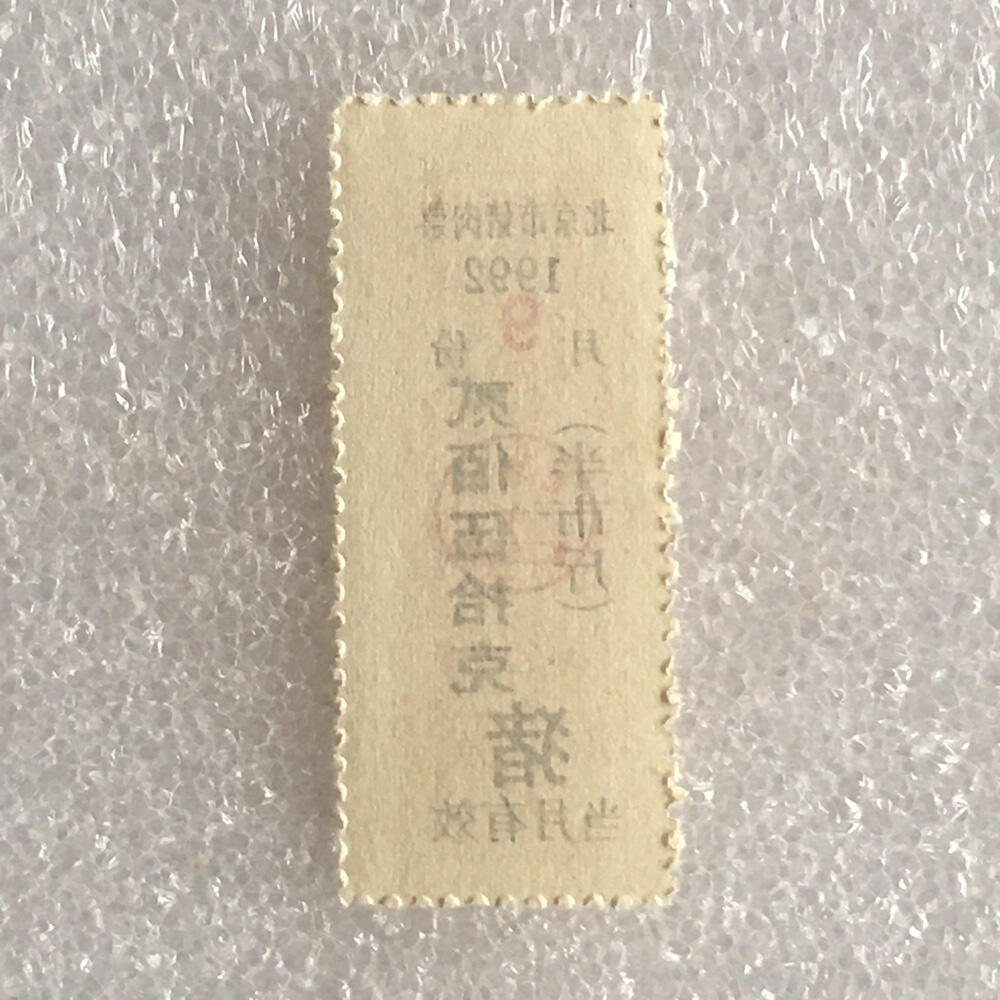 北京市猪肉票
1992
9
月份
贰佰伍拾克
(半市斤)
猪
当月有效